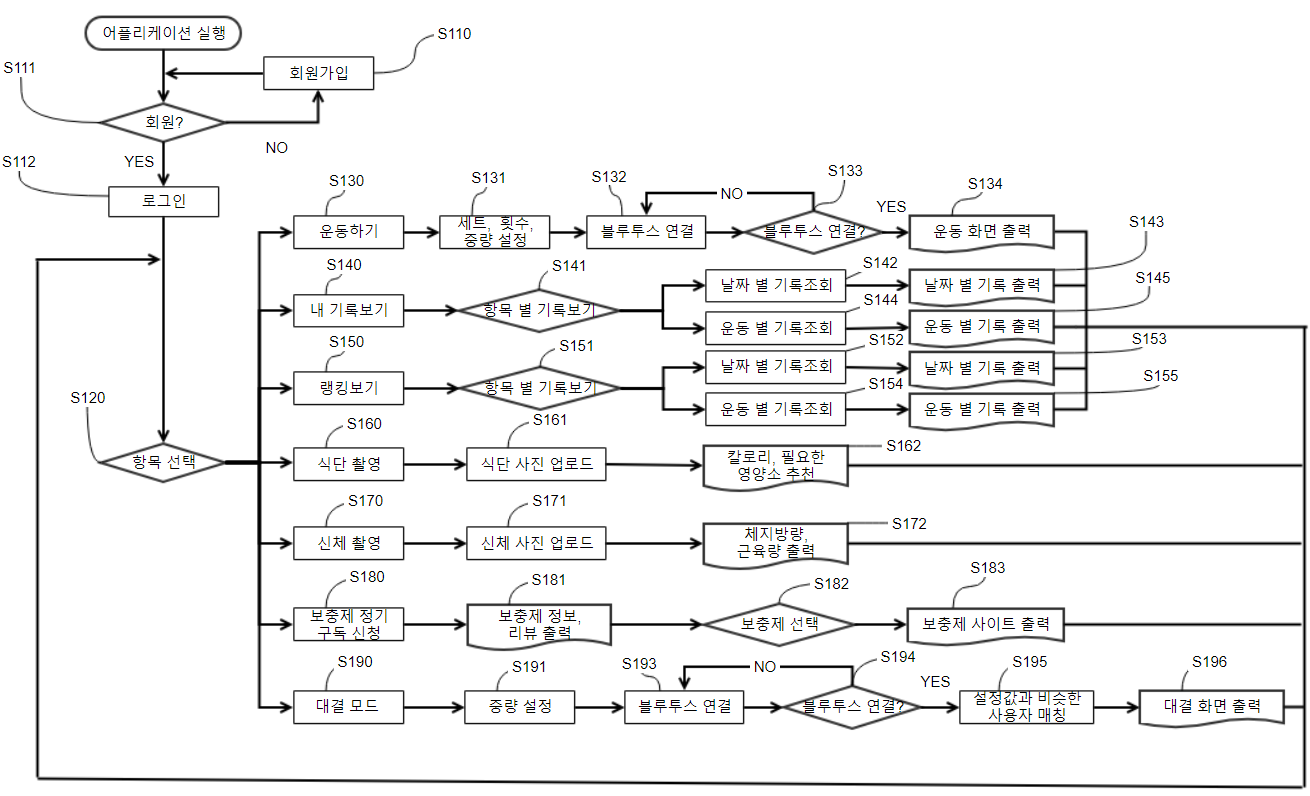 어플리케이션 실행
S110
회원가입
S111
회원?
NO
YES
S112
로그인
S130
S131
S132
NO
S133
YES
S134
운동하기
세트, 횟수,
중량 설정
블루투스 연결
블루투스 연결?
운동 화면 출력
S140
S141
S142
S143
내 기록보기
항목 별 기록보기
날짜 별 기록조회
날짜 별 기록 출력
S144
S145
운동 별 기록조회
운동 별 기록 출력
S150
S151
S152
S153
랭킹보기
항목 별 기록보기
날짜 별 기록조회
날짜 별 기록 출력
S154
S155
운동 별 기록조회
운동 별 기록 출력
S120
항목 선택
S160
S161
S162
식단 촬영
식단 사진 업로드
칼로리, 필요한
영양소 추천
S170
S171
S172
신체 촬영
신체 사진 업로드
체지방량,
근육량 출력
S180
S181
S182
S183
보충제 정기
구독 신청
보충제 정보,
리뷰 출력
보충제 선택
보충제 사이트 출력
S190
S191
S193
NO
S194
YES
S195
S196
대결 모드
중량 설정
블루투스 연결
블루투스 연결?
설정값과 비슷한
사용자 매칭
대결 화면 출력